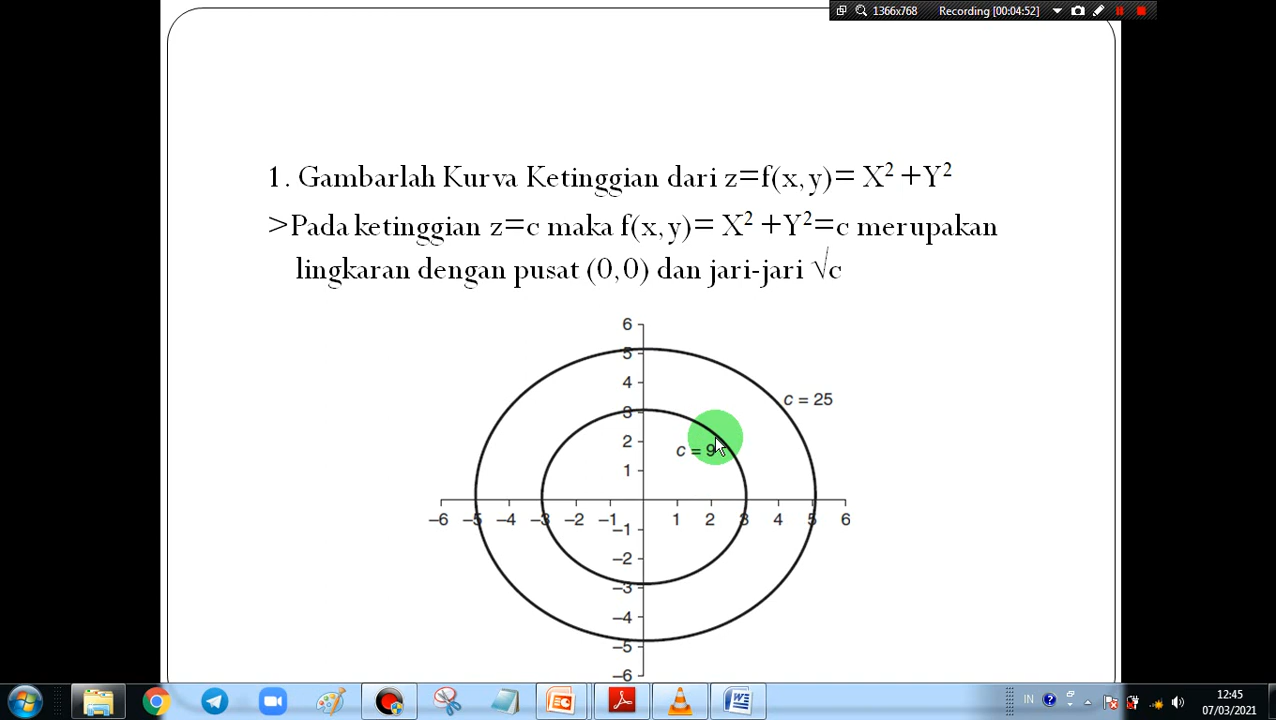 1366x768 Recording [00:04:52]
1. Gambarlah Kurva Ketinggian dari z=f(x,y)= X² +Y²
>Pada ketinggian z=c maka f(x,y)= X² +Y²=c merupakan
lingkaran dengan pusat (0,0) dan jari-jari √c
6
5
4
3
2
1
c = 25
c = 9
–6 –5 –4 –3 –2 –1 1 2 3 4 5 6
–1
–2
–3
–4
–5
–6
IN
12:45
07/03/2021